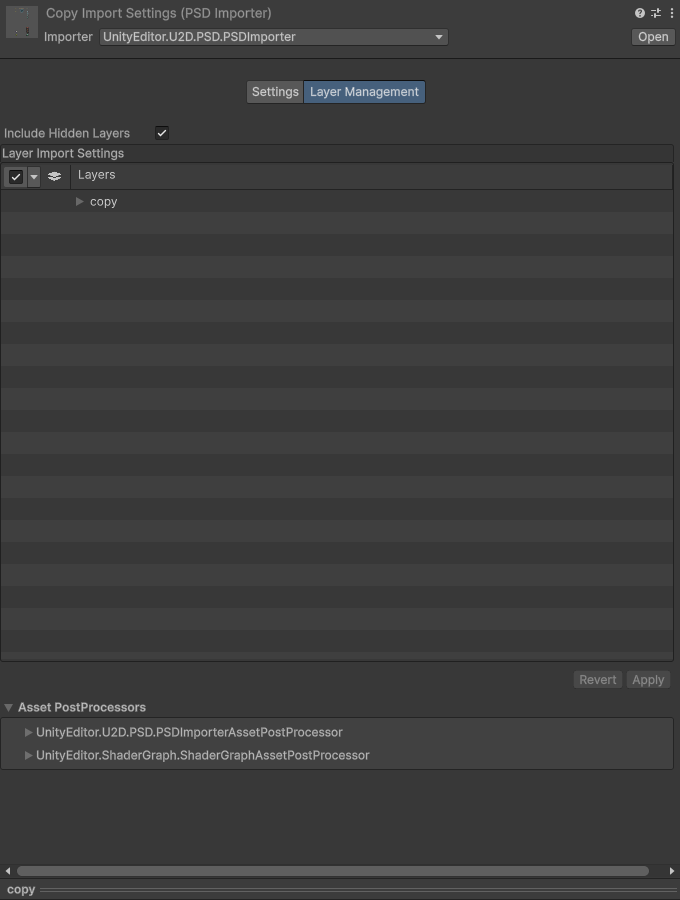 Copy Import Settings (PSD Importer)
Importer UnityEditor.U2D.PSD.PSDImporter Open
Settings Layer Management
Include Hidden Layers
Layer Import Settings
Layers
copy
Revert Apply
Asset PostProcessors
UnityEditor.U2D.PSD.PSDImporterAssetPostProcessor
UnityEditor.ShaderGraph.ShaderGraphAssetPostProcessor
copy